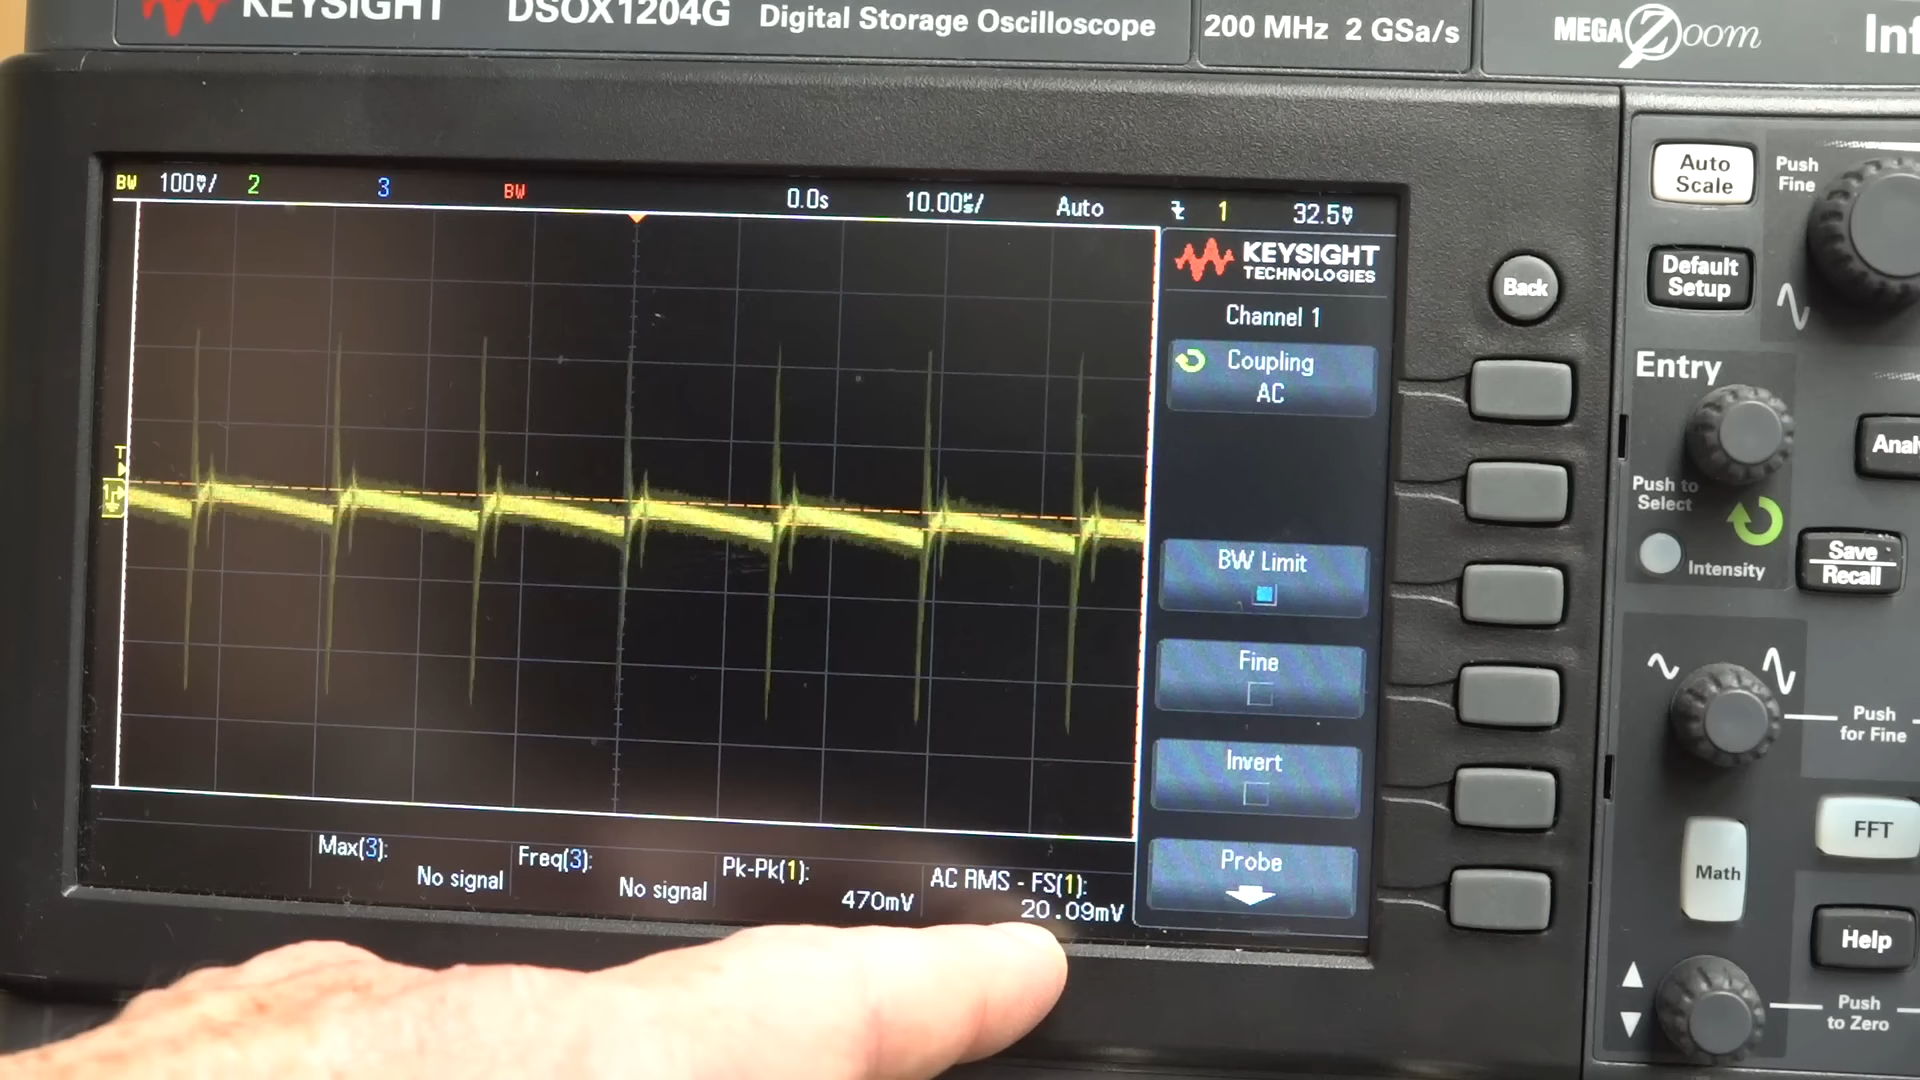 KEYSIGHT DSOX1204G Digital Storage Oscilloscope 200 MHz 2 GSa/s MEGA Zoom
BW 100mV/ 2 3 BW 0.0s 10.00us/ Auto 1 32.5mV
KEYSIGHT
TECHNOLOGIES
Channel 1
Coupling
AC
BW Limit
Fine
Invert
Probe
T
1
Max(3):
No signal
Freq(3):
No signal
Pk-Pk(1):
470mV
AC RMS - FS(1):
20.09mV
Back
Auto
Scale
Push
Fine
Default
Setup
Entry
Push to
Select
Intensity
Save
Recall
Push
for Fine
Math
FFT
Help
Push
to Zero